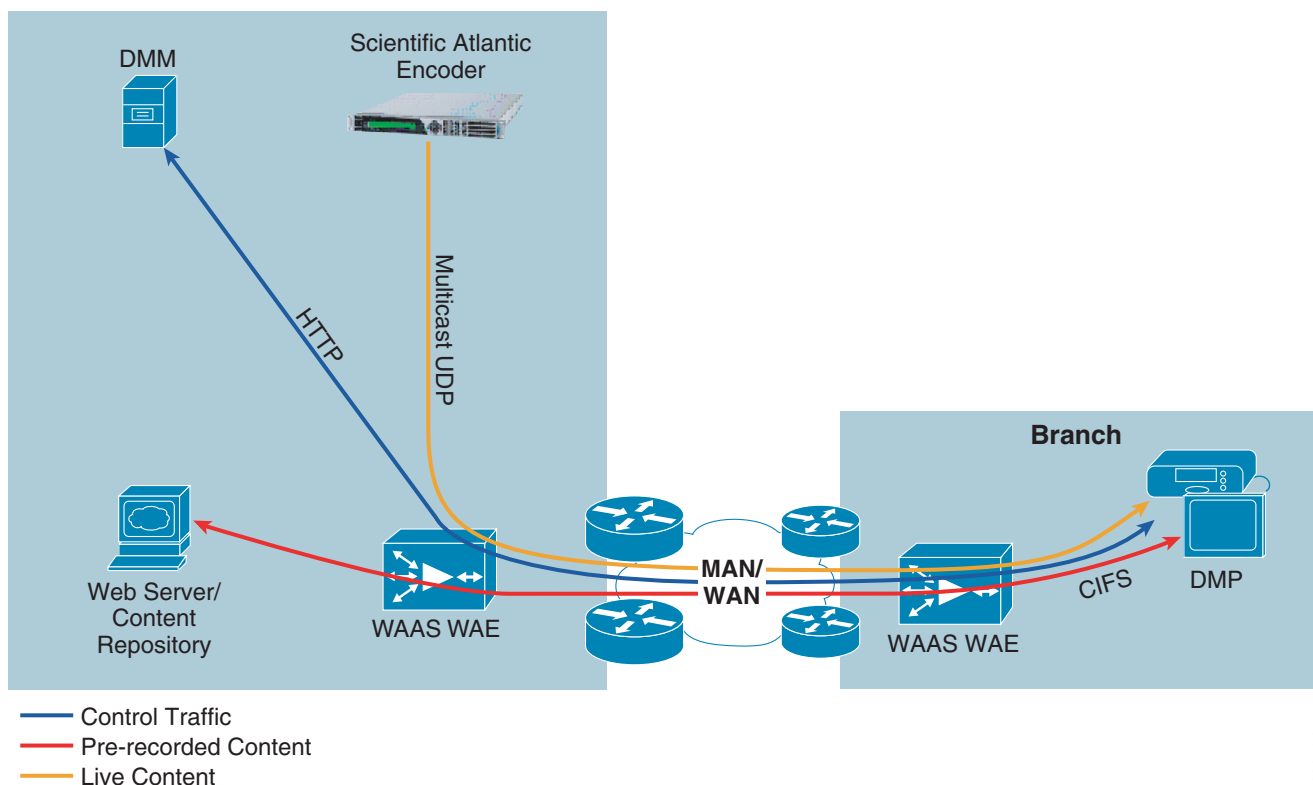 DMM
Scientific Atlantic
Encoder
HTTP
Multicast UDP
Web Server/
Content
Repository
WAAS WAE
MAN/
WAN
Branch
CIFS
DMP
WAAS WAE
Control Traffic
Pre-recorded Content
Live Content